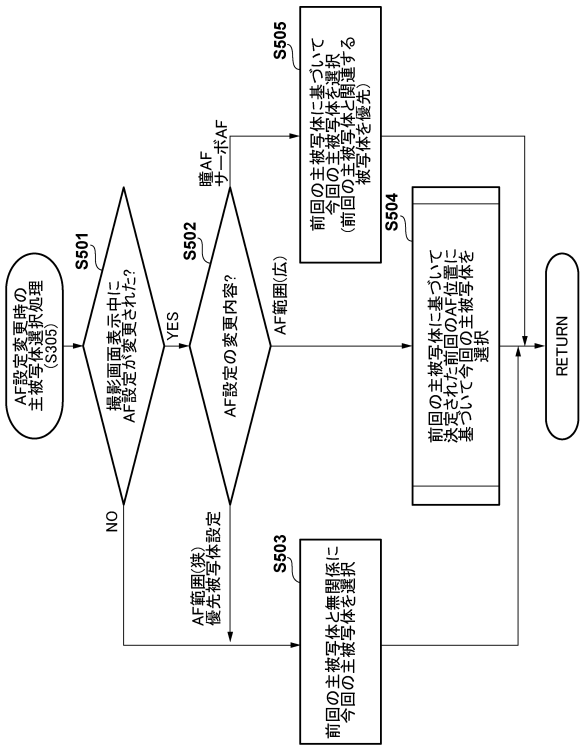 AF設定変更時の
主被写体選択処理
(S305)
S501
撮影画面表示中に
AF設定が変更された?
NO
YES
S502
AF設定の変更内容?
瞳AF
サーボAF
AF範囲(広)
AF範囲(狭)
優先被写体設定
S503
前回の主被写体と無関係に
今回の主被写体を選択
S504
前回の主被写体に基づいて
決定された前回のAF位置に
基づいて今回の主被写体を
選択
S505
前回の主被写体に基づいて
今回の主被写体を選択
(前回の主被写体と関連する
被写体を優先)
RETURN